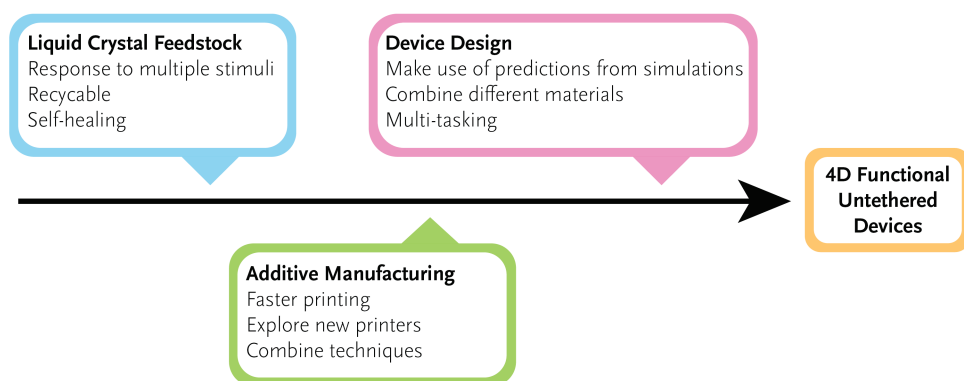 Liquid Crystal Feedstock
Response to multiple stimuli
Recycable
Self-healing
Device Design
Make use of predictions from simulations
Combine different materials
Multi-tasking
4D Functional
Untethered
Devices
Additive Manufacturing
Faster printing
Explore new printers
Combine techniques